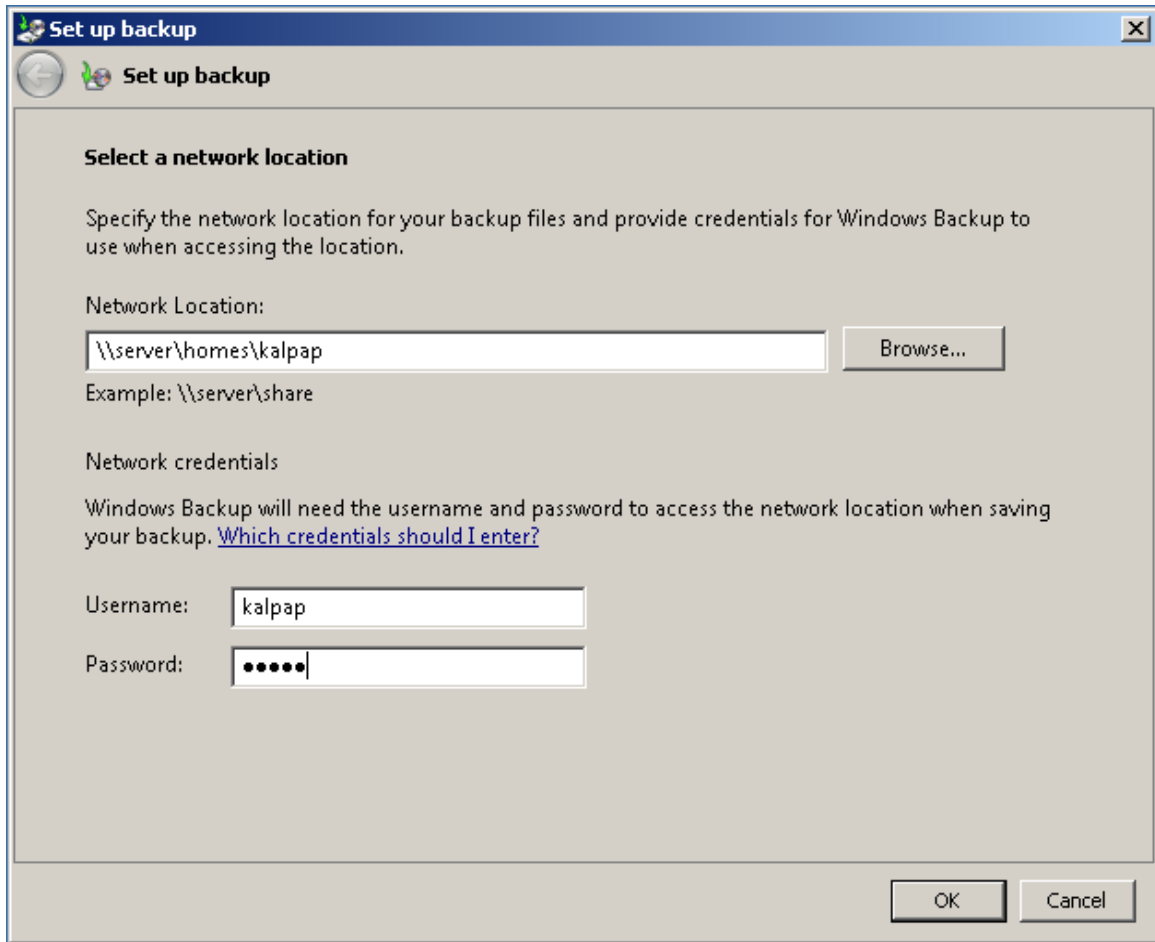 Set up backup
Set up backup
Select a network location
Specify the network location for your backup files and provide credentials for Windows Backup to
use when accessing the location.
Network Location:
\\server\homes\kalpap
Browse...
Example: \\server\share
Network credentials
Windows Backup will need the username and password to access the network location when saving
your backup. Which credentials should I enter?
Username:
kalpap
Password:
●●●●●
OK
Cancel